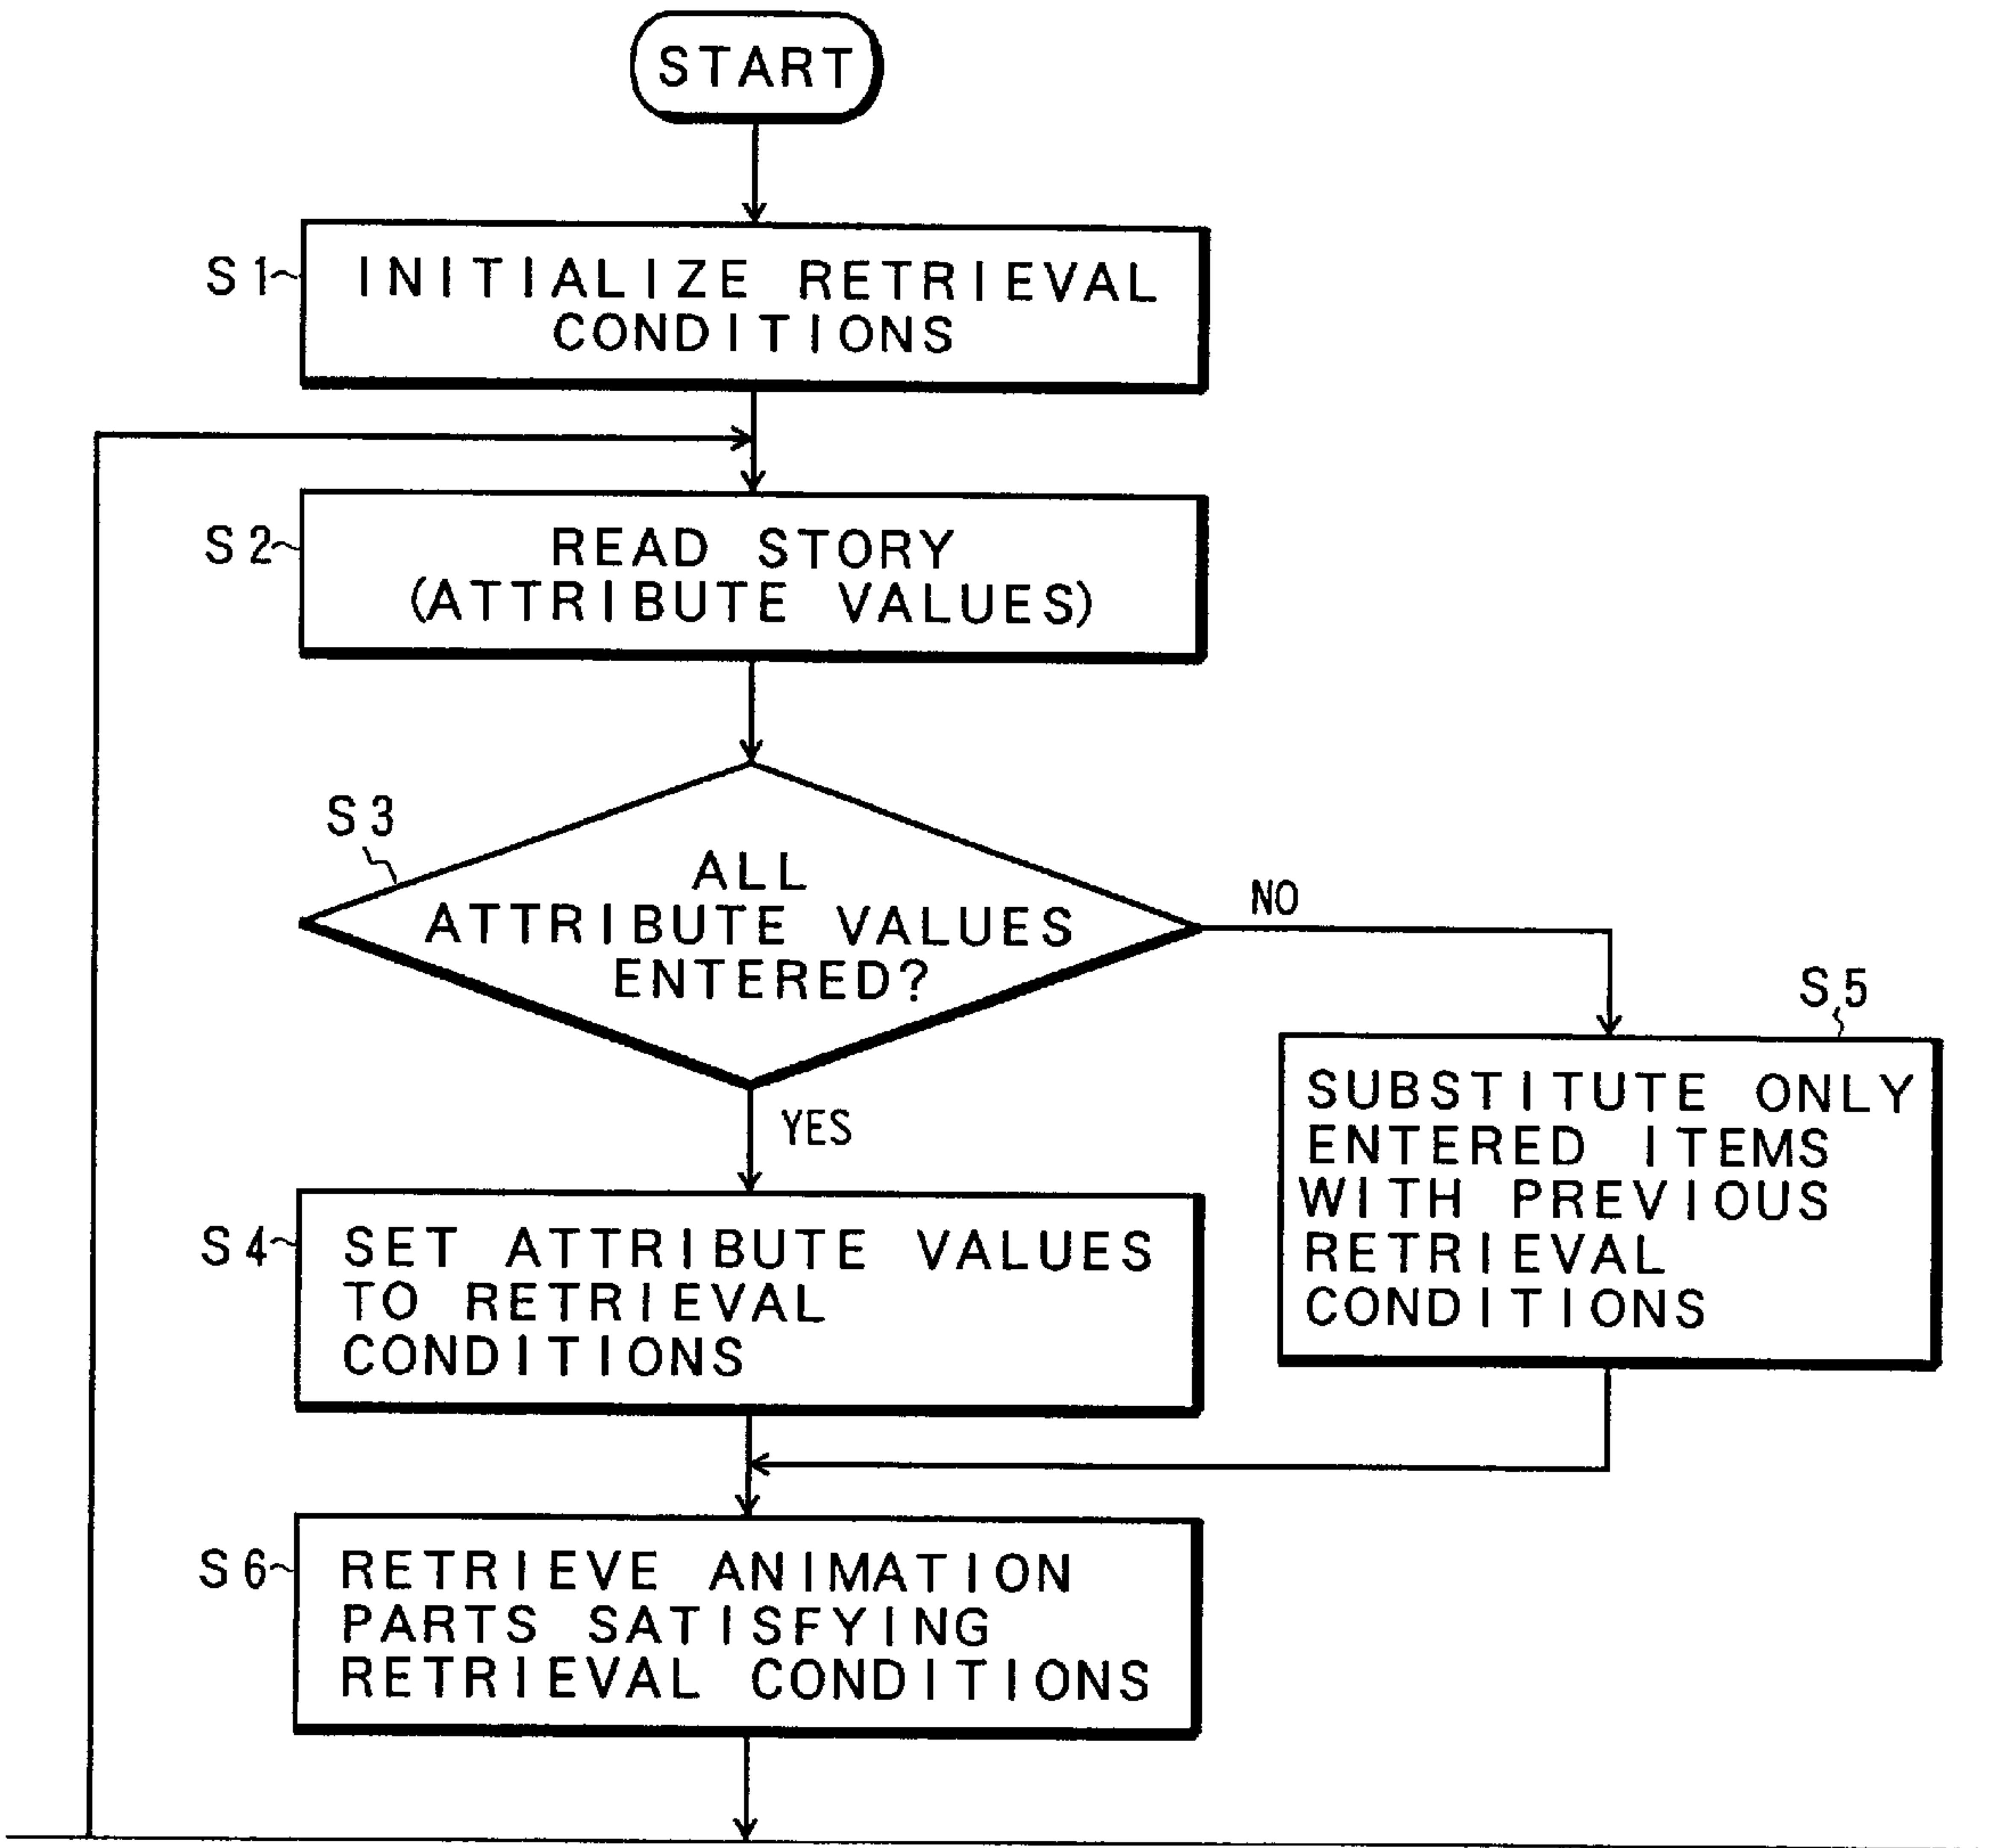 START
S1
INITIALIZE RETRIEVAL
CONDITIONS
S2
READ STORY
(ATTRIBUTE VALUES)
S3
ALL
ATTRIBUTE VALUES
ENTERED?
NO
YES
S5
SUBSTITUTE ONLY
ENTERED ITEMS
WITH PREVIOUS
RETRIEVAL
CONDITIONS
S4
SET ATTRIBUTE VALUES
TO RETRIEVAL
CONDITIONS
S6
RETRIEVE ANIMATION
PARTS SATISFYING
RETRIEVAL CONDITIONS